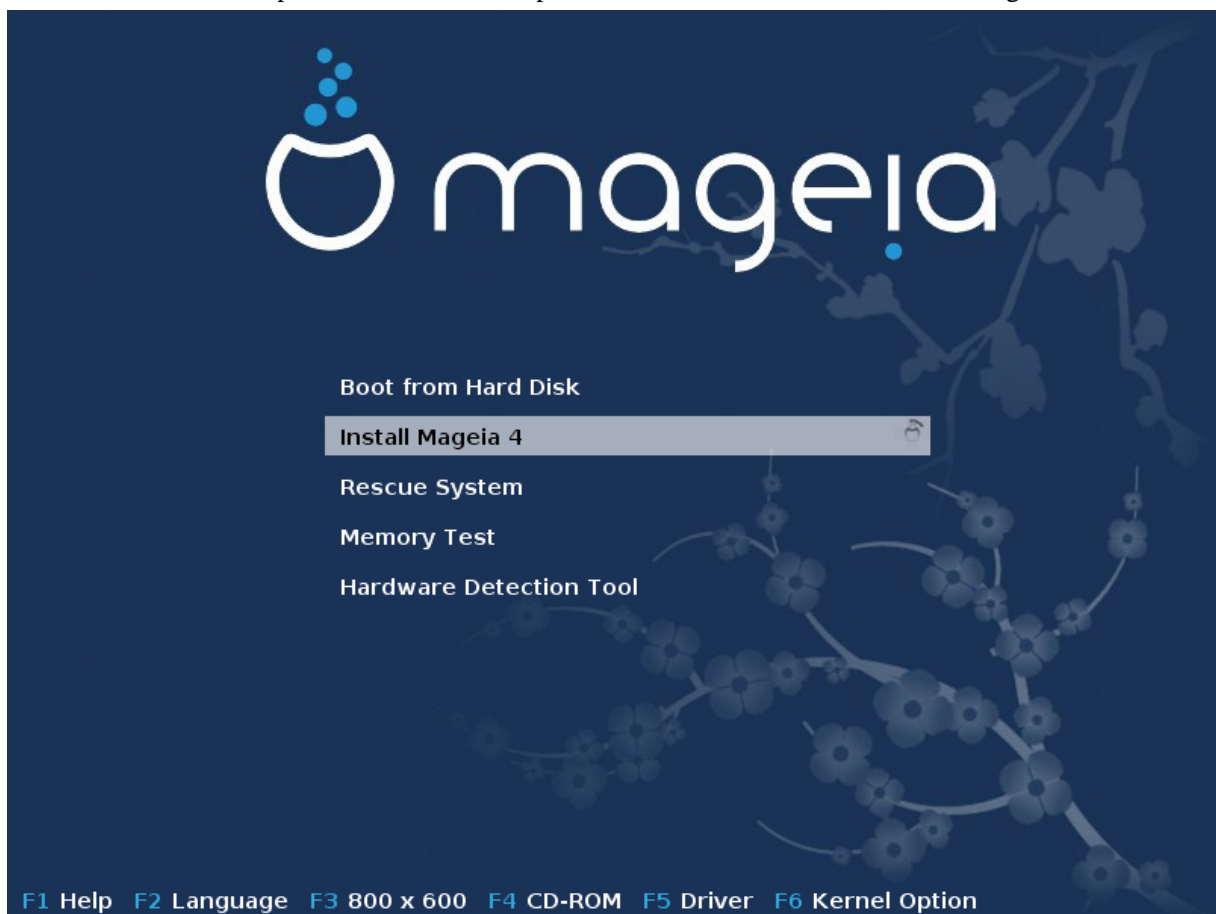 mageia
Boot from Hard Disk
Install Mageia 4
Rescue System
Memory Test
Hardware Detection Tool
F1 Help F2 Language F3 800 x 600 F4 CD-ROM F5 Driver F6 Kernel Option